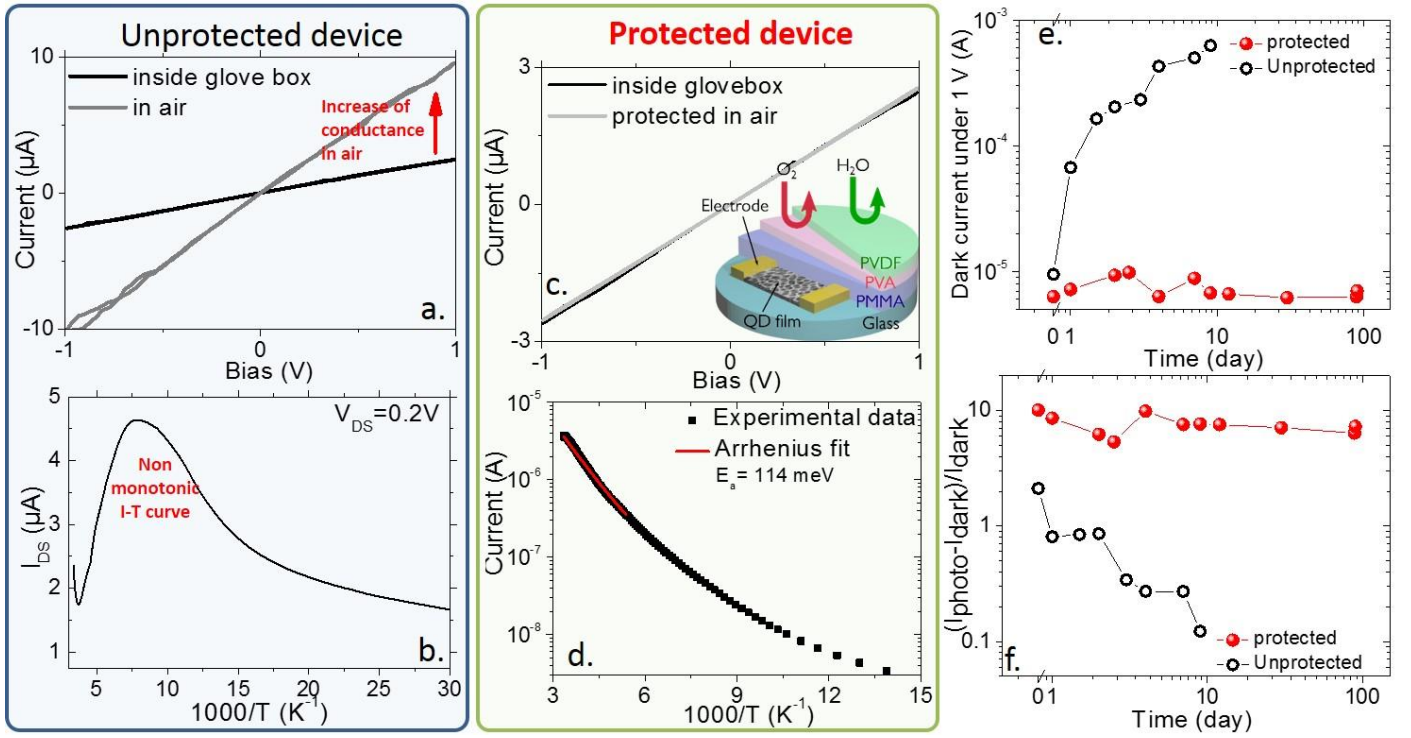 Unprotected device
10
0
-10
Current (µA)
inside glove box
in air
Increase of
conductance
in air
a.
-1
0
1
Bias (V)
5
4
3
2
1
I_DS (µA)
V_DS=0.2V
Non
monotonic
I-T curve
b.
5
10
15
20
25
30
1000/T (K⁻¹)
Protected device
3
0
-3
Current (µA)
inside glovebox
protected in air
O₂
H₂O
Electrode
PVDF
PVA
PMMA
Glass
QD film
c.
-1
0
1
Bias (V)
10⁻⁵
10⁻⁶
10⁻⁷
10⁻⁸
Current (A)
Experimental data
Arrhenius fit
E_a= 114 meV
d.
3
6
9
12
15
1000/T (K⁻¹)
10⁻³
10⁻⁴
10⁻⁵
Dark current under 1 V (A)
e.
protected
Unprotected
0
1
10
100
Time (day)
10
1
0.1
(Iphoto-Idark)/Idark
f.
protected
Unprotected
0
1
10
100
Time (day)